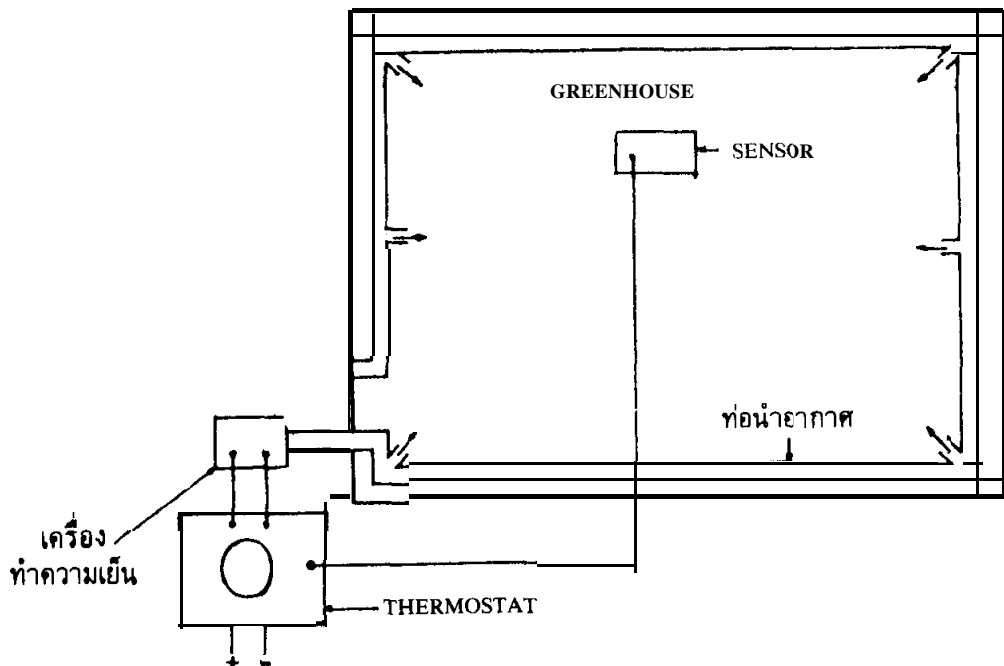 GREENHOUSE
SENSOR
ท่อนำอากาศ
เครื่อง
ทำความเย็น
THERMOSTAT
+ -